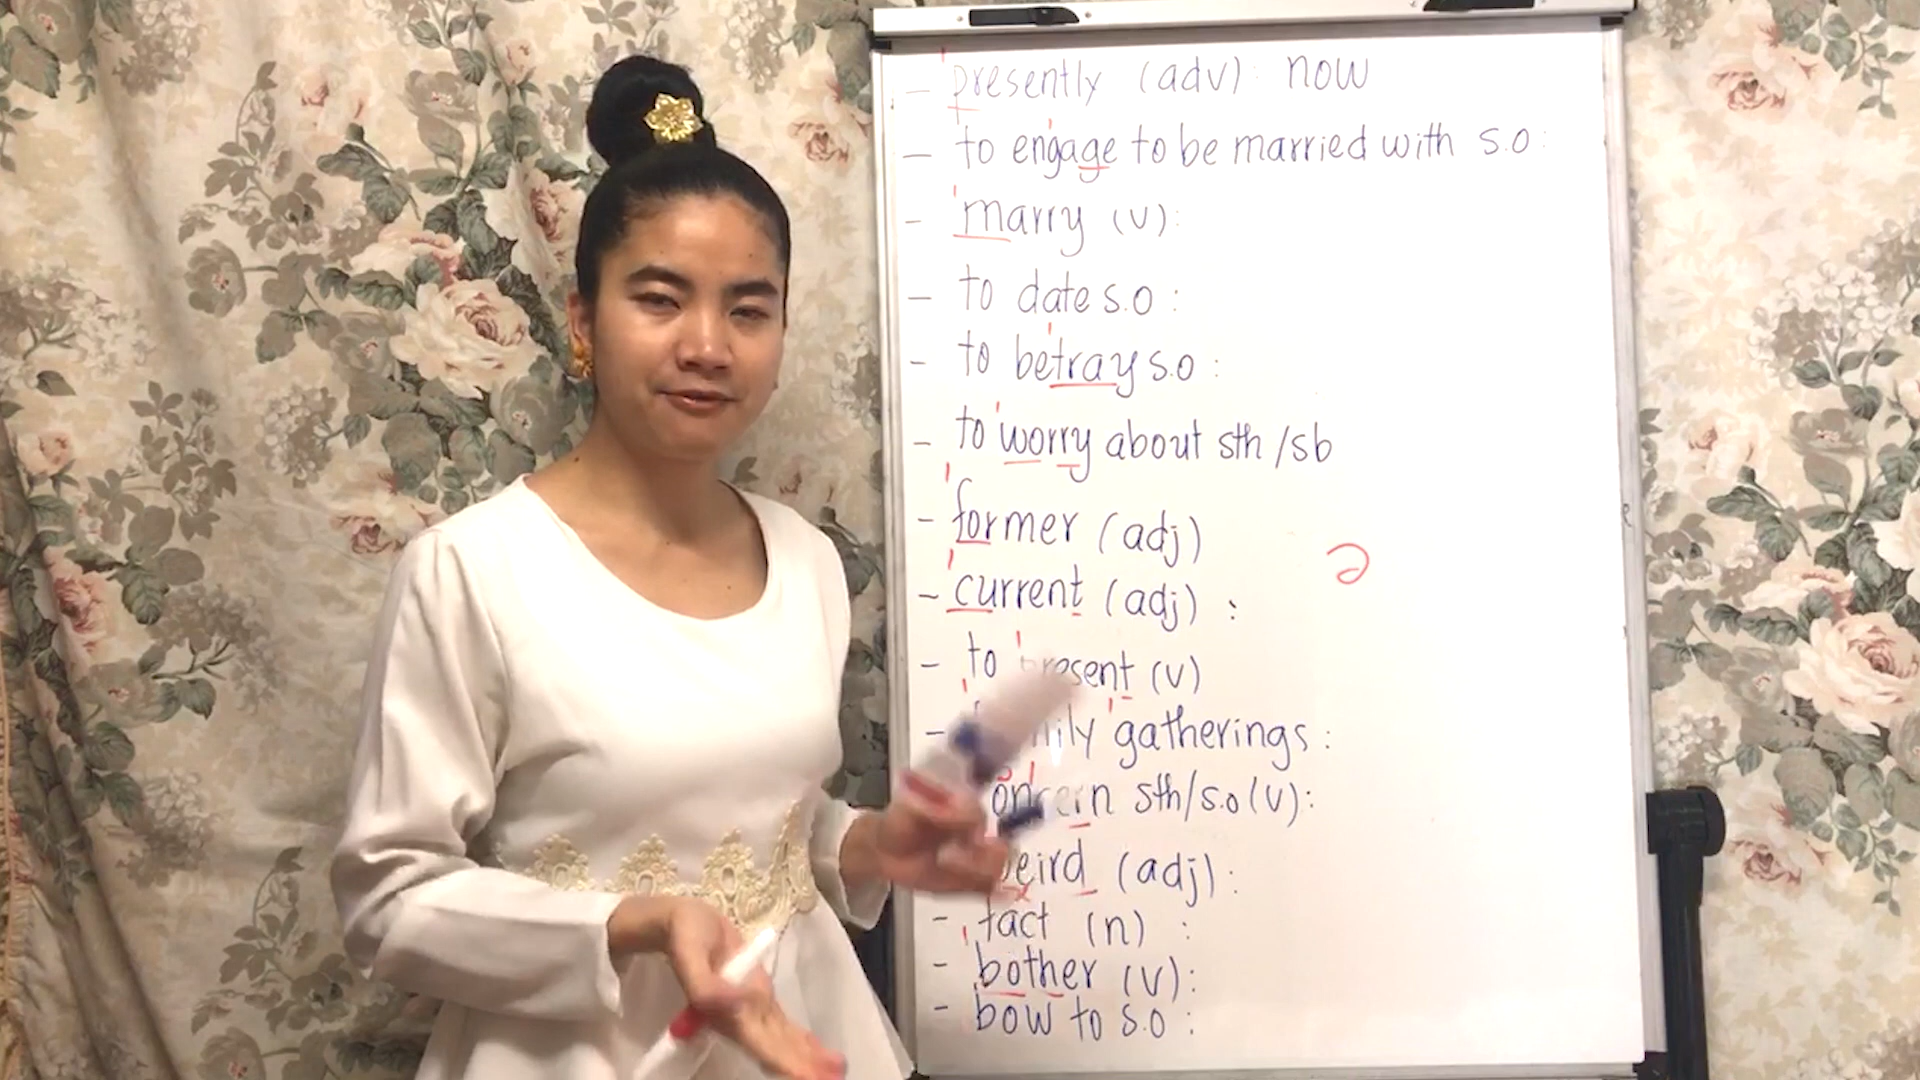 – presently (adv): now
– to engage to be married with s.o:
– marry (v):
– to date s.o:
– to betray s.o:
– to worry about sth/sb
– former (adj)
– current (adj):
– to present (v)
– gatherings:
sth/s.o (v):
(adj):
– fact (n):
– bother (v):
– bow to s.o: